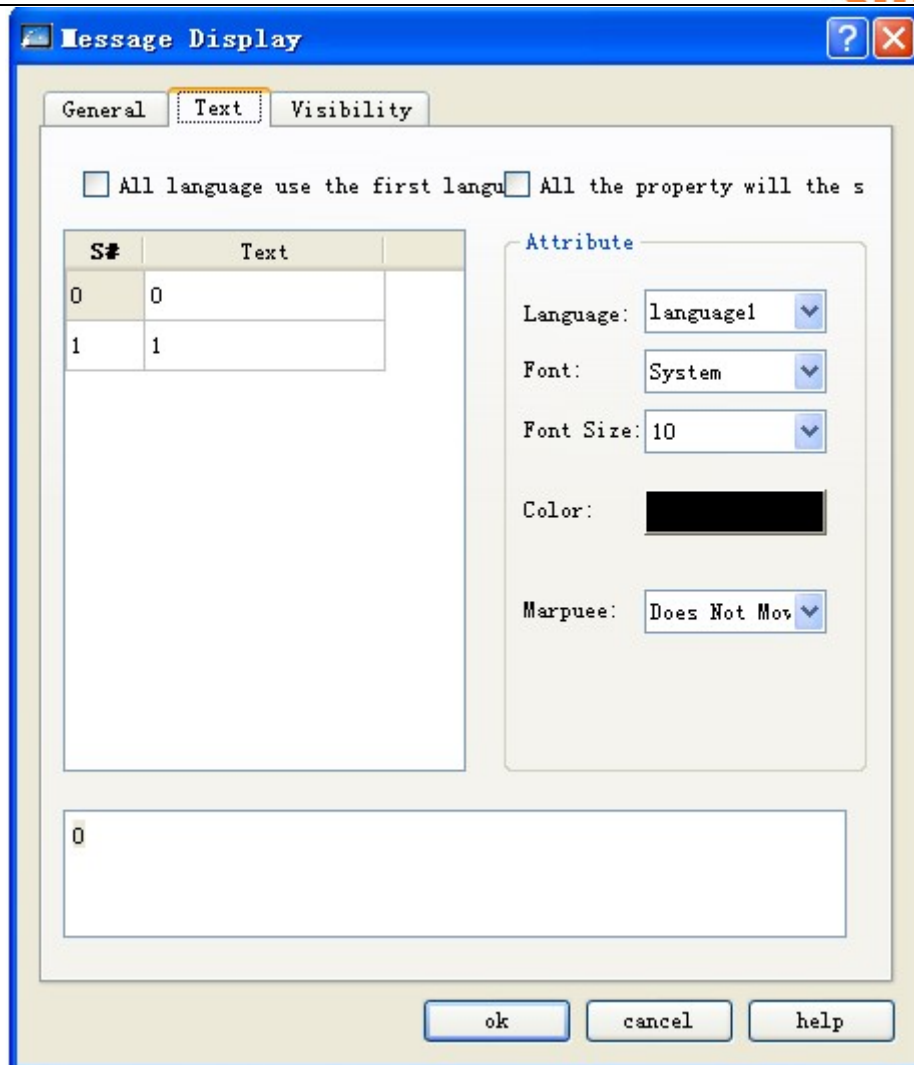 Message Display
General Text Visibility
All language use the first langu All the property will the s
S# Text
0 0
1 1
Attribute
Language: language1
Font: System
Font Size: 10
Color:
Marpuee: Does Not Mov
0
ok cancel help